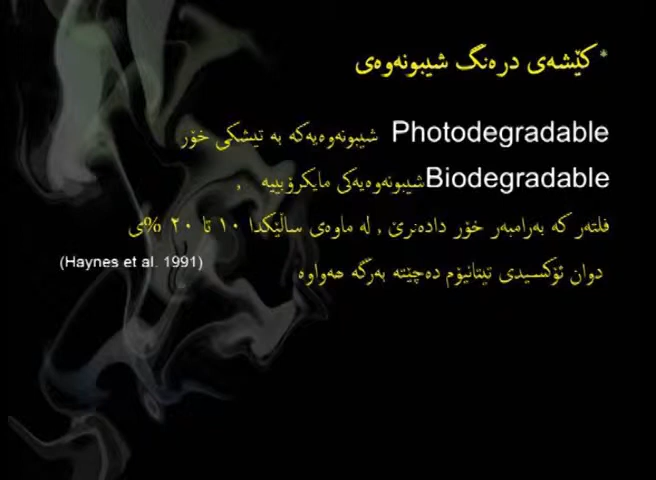 * کێشەی درەنگ شیبونەوەی
Photodegradable شیبونەوەیەکە بە تیشکی خۆر
Biodegradable شیبونەوەیەکی مایکرۆبییە ,
فلتەر کە بەرامبەر خۆر دادەنرێ , لە ماوەی ساڵێکدا ١٠ تا ٢٠ %ی
دوان ئۆکسیدی تیتانیۆم دەچێتە بەرگە هەواوە (Haynes et al. 1991)